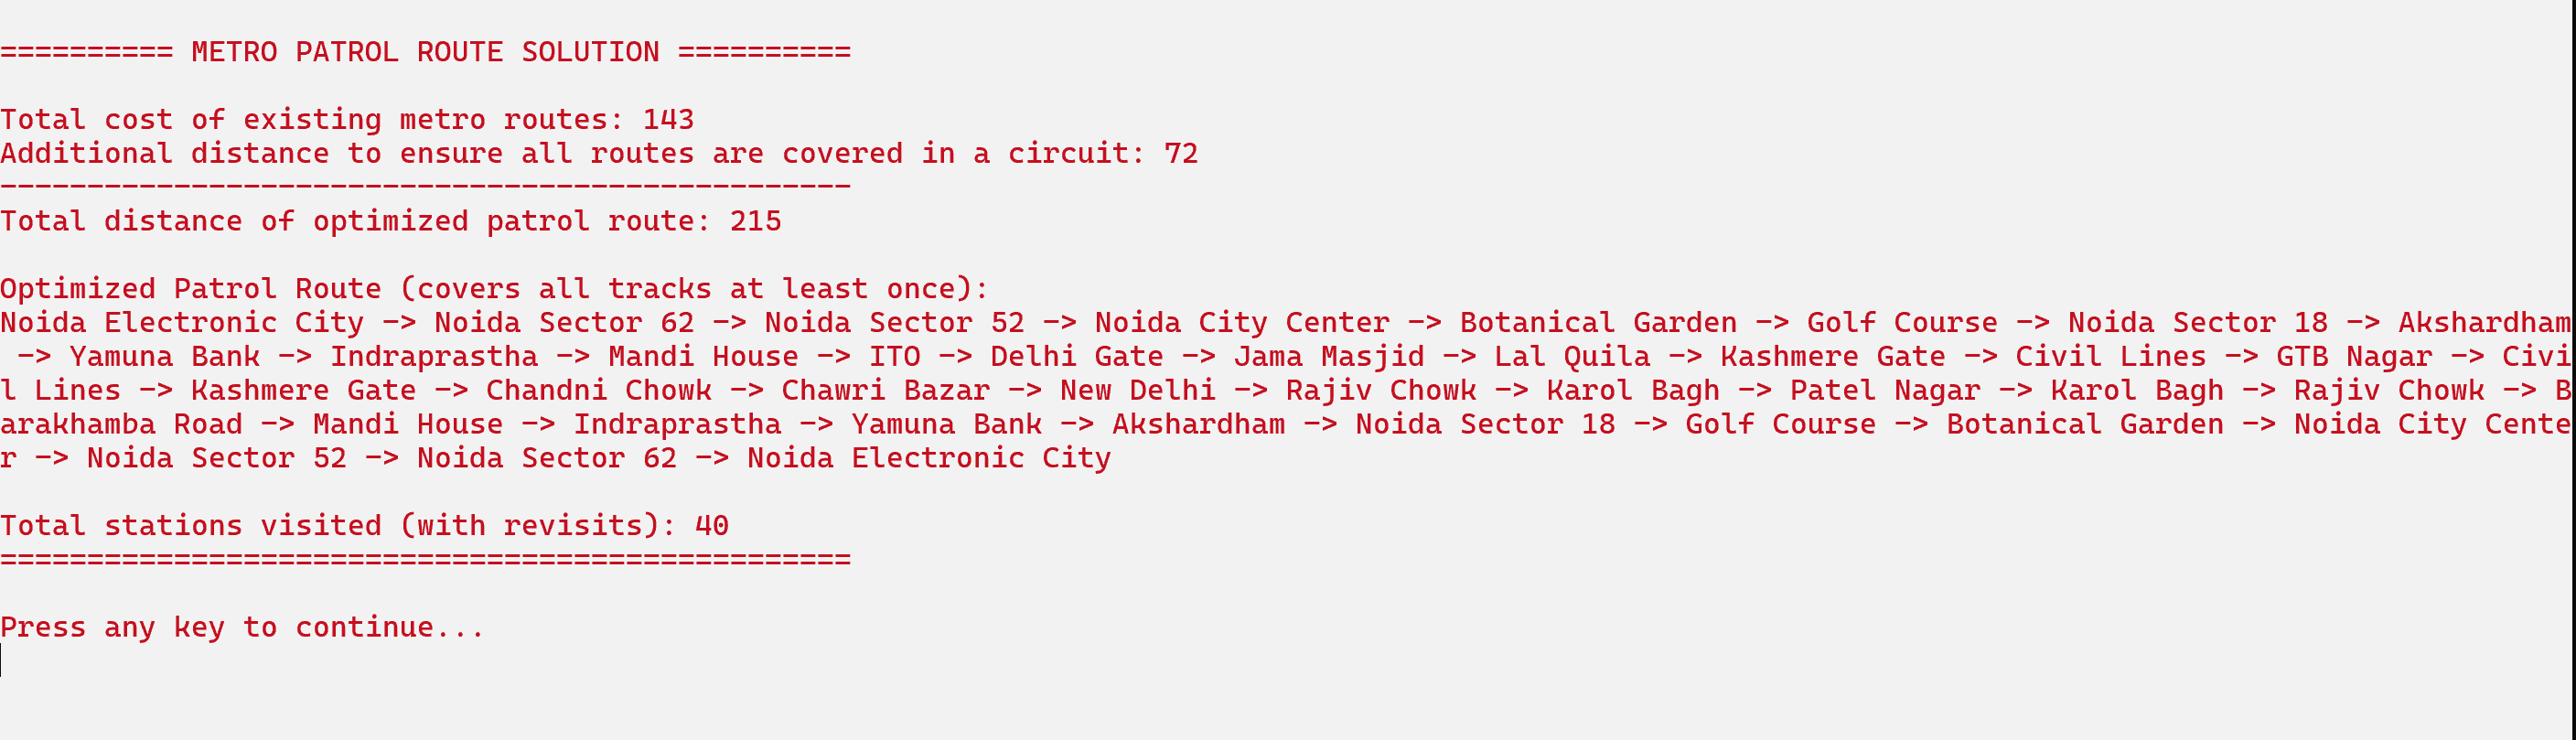 ========== METRO PATROL ROUTE SOLUTION ==========
Total cost of existing metro routes: 143
Additional distance to ensure all routes are covered in a circuit: 72
-------------------------------------------------
Total distance of optimized patrol route: 215
Optimized Patrol Route (covers all tracks at least once):
Noida Electronic City -> Noida Sector 62 -> Noida Sector 52 -> Noida City Center -> Botanical Garden -> Golf Course -> Noida Sector 18 -> Akshardham
 -> Yamuna Bank -> Indraprastha -> Mandi House -> ITO -> Delhi Gate -> Jama Masjid -> Lal Quila -> Kashmere Gate -> Civil Lines -> GTB Nagar -> Civi
l Lines -> Kashmere Gate -> Chandni Chowk -> Chawri Bazar -> New Delhi -> Rajiv Chowk -> Karol Bagh -> Patel Nagar -> Karol Bagh -> Rajiv Chowk -> B
arakhamba Road -> Mandi House -> Indraprastha -> Yamuna Bank -> Akshardham -> Noida Sector 18 -> Golf Course -> Botanical Garden -> Noida City Cente
r -> Noida Sector 52 -> Noida Sector 62 -> Noida Electronic City
Total stations visited (with revisits): 40
=================================================
Press any key to continue...